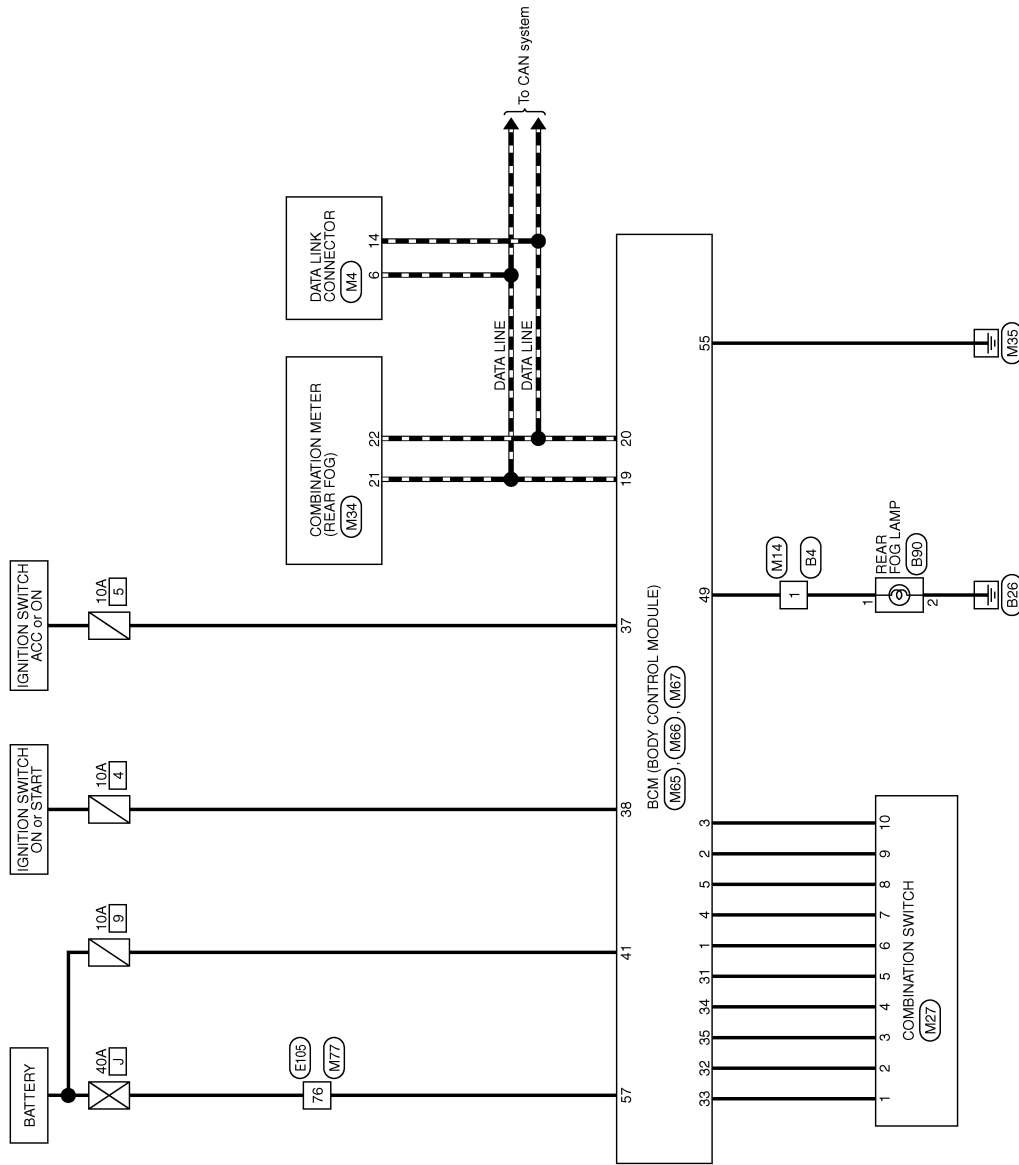 BATTERY
IGNITION SWITCH
ON or START
IGNITION SWITCH
ACC or ON
40A
J
10A
9
10A
4
10A
5
76
E105
M77
COMBINATION METER
(REAR FOG)
M34
21
22
DATA LINK
CONNECTOR
M4
6
14
DATA LINE
DATA LINE
To CAN system
57
41
38
37
19
20
BCM (BODY CONTROL MODULE)
M65 , M66 , M67
33
32
35
34
31
1
4
5
2
3
49
55
1
2
3
4
5
6
7
8
9
10
COMBINATION SWITCH
M27
1
M14
B4
1
2
REAR
FOG LAMP
B90
B26
M35